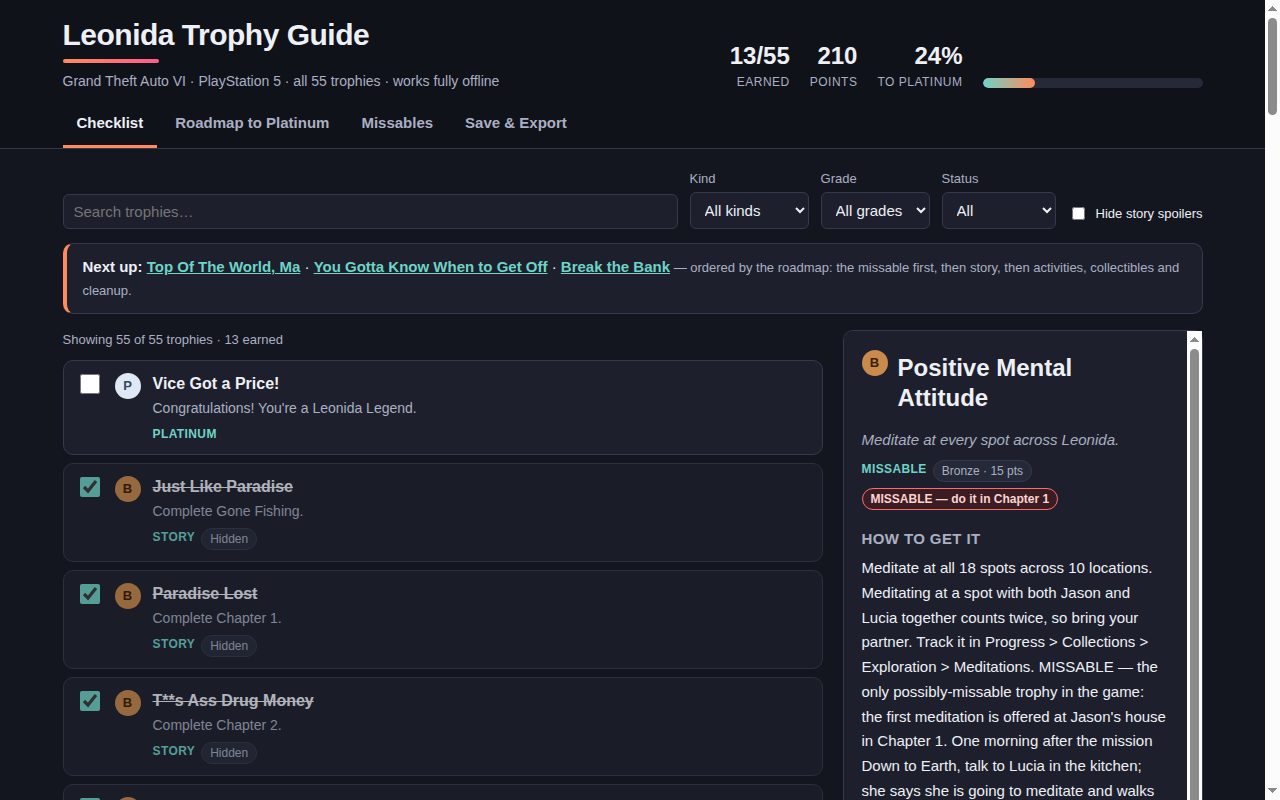 Leonida Trophy Guide
Grand Theft Auto VI · PlayStation 5 · all 55 trophies · works fully offline
13/55
EARNED
210
POINTS
24%
TO PLATINUM
Checklist
Roadmap to Platinum
Missables
Save & Export
Search trophies…
Kind
All kinds
Grade
All grades
Status
All
Hide story spoilers
Next up: Top Of The World, Ma · You Gotta Know When to Get Off · Break the Bank — ordered by the roadmap: the missable first, then story, then activities, collectibles and
cleanup.
Showing 55 of 55 trophies · 13 earned
P
Vice Got a Price!
Congratulations! You're a Leonida Legend.
PLATINUM
B
Just Like Paradise
Complete Gone Fishing.
STORY
Hidden
B
Paradise Lost
Complete Chapter 1.
STORY
Hidden
B
T**s Ass Drug Money
Complete Chapter 2.
STORY
Hidden
B
Positive Mental
Attitude
Meditate at every spot across Leonida.
MISSABLE
Bronze · 15 pts
MISSABLE — do it in Chapter 1
HOW TO GET IT
Meditate at all 18 spots across 10 locations.
Meditating at a spot with both Jason and
Lucia together counts twice, so bring your
partner. Track it in Progress > Collections >
Exploration > Meditations. MISSABLE — the
only possibly-missable trophy in the game:
the first meditation is offered at Jason's house
in Chapter 1. One morning after the mission
Down to Earth, talk to Lucia in the kitchen;
she says she is going to meditate and walks